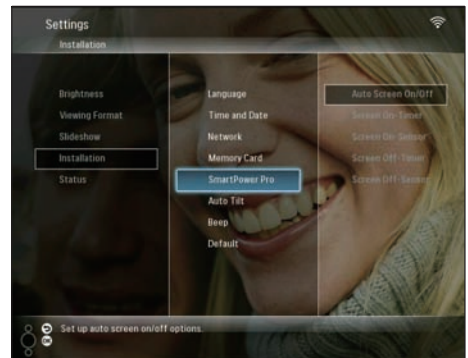 Settings
Installation
Brightness
Viewing Format
Slideshow
Installation
Status
Language
Time and Date
Network
Memory Card
SmartPower Pro
Auto Tilt
Beep
Default
Auto Screen On/Off
Screen On-Timer
Screen On-Sensor
Screen Off-Timer
Screen Off-Sensor
Set up auto screen on/off options.
OK